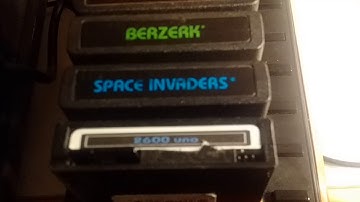 BERZERK*
SPACE INVADERS*
2600 uno